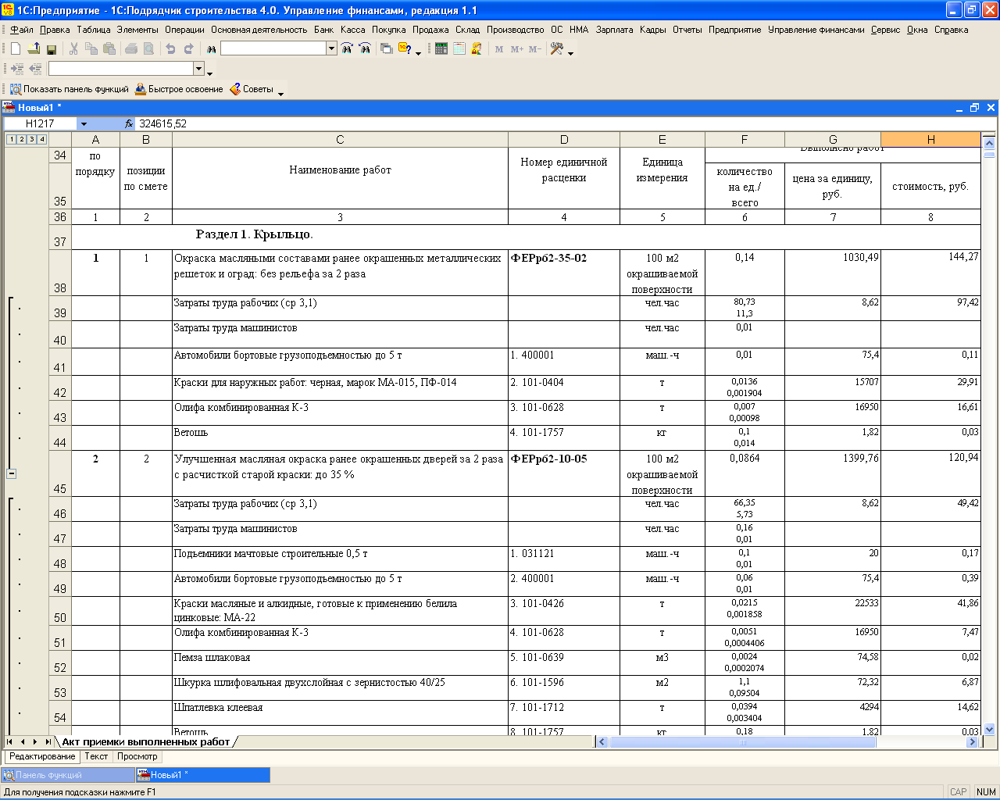 1С:Предприятие - 1С:Подрядчик строительства 4.0. Управление финансами, редакция 1.1
Файл Правка Таблица Элементы Операции Основная деятельность Банк Касса Покупка Продажа Склад Производство ОС НМА Зарплата Кадры Отчеты Предприятие Управление финансами Сервис Окна Справка
M M+ M-
Показать панель функций Быстрое освоение Советы
Новый1 *
H1217 fx 324615,52
1 2 3 4 A B C D E F G H
34 по порядку позиции по смете Наименование работ Номер единичной расценки Единица измерения Выполнено работ
35 количество на ед./ всего цена за единицу, руб. стоимость, руб.
36 1 2 3 4 5 6 7 8
37 Раздел 1. Крыльцо.
38 1 1 Окраска масляными составами ранее окрашенных металлических ФЕРрб2-35-02 100 м2 0,14 1030,49 144,27
решеток и оград: без рельефа за 2 раза окрашиваемой
поверхности
39 Затраты труда рабочих (ср 3,1) чел.час 80,73 8,62 97,42
11,3
40 Затраты труда машинистов чел.час 0,01
41 Автомобили бортовые грузоподъемностью до 5 т 1. 400001 маш.-ч 0,01 75,4 0,11
42 Краски для наружных работ: черная, марок МА-015, ПФ-014 2. 101-0404 т 0,0136 15707 29,91
0,001904
43 Олифа комбинированная К-3 3. 101-0628 т 0,007 16950 16,61
0,00098
44 Ветошь 4. 101-1757 кг 0,1 1,82 0,03
0,014
45 2 2 Улучшенная масляная окраска ранее окрашенных дверей за 2 раза ФЕРрб2-10-05 100 м2 0,0864 1399,76 120,94
с расчисткой старой краски: до 35 % окрашиваемой
поверхности
46 Затраты труда рабочих (ср 3,1) чел.час 66,35 8,62 49,42
5,73
47 Затраты труда машинистов чел.час 0,16
0,01
48 Подъемники мачтовые строительные 0,5 т 1. 031121 маш.-ч 0,1 20 0,17
0,01
49 Автомобили бортовые грузоподъемностью до 5 т 2. 400001 маш.-ч 0,06 75,4 0,39
0,01
50 Краски масляные и алкидные, готовые к применению белила 3. 101-0426 т 0,0215 22533 41,86
цинковые: МА-22 0,001858
51 Олифа комбинированная К-3 4. 101-0628 т 0,0051 16950 7,47
0,0004406
52 Пемза шлаковая 5. 101-0639 м3 0,0024 74,58 0,02
0,0002074
53 Шкурка шлифовальная двухслойная с зернистостью 40/25 6. 101-1596 м2 1,1 72,32 6,87
0,09504
54 Шпатлевка клеевая 7. 101-1712 т 0,0394 4294 14,62
0,003404
Ветошь 8. 101-1757 кг 0,18 1,82 0,03
Акт приемки выполненных работ
Редактирование Текст Просмотр
Панель функций Новый1 *
Для получения подсказки нажмите F1 CAP NUM